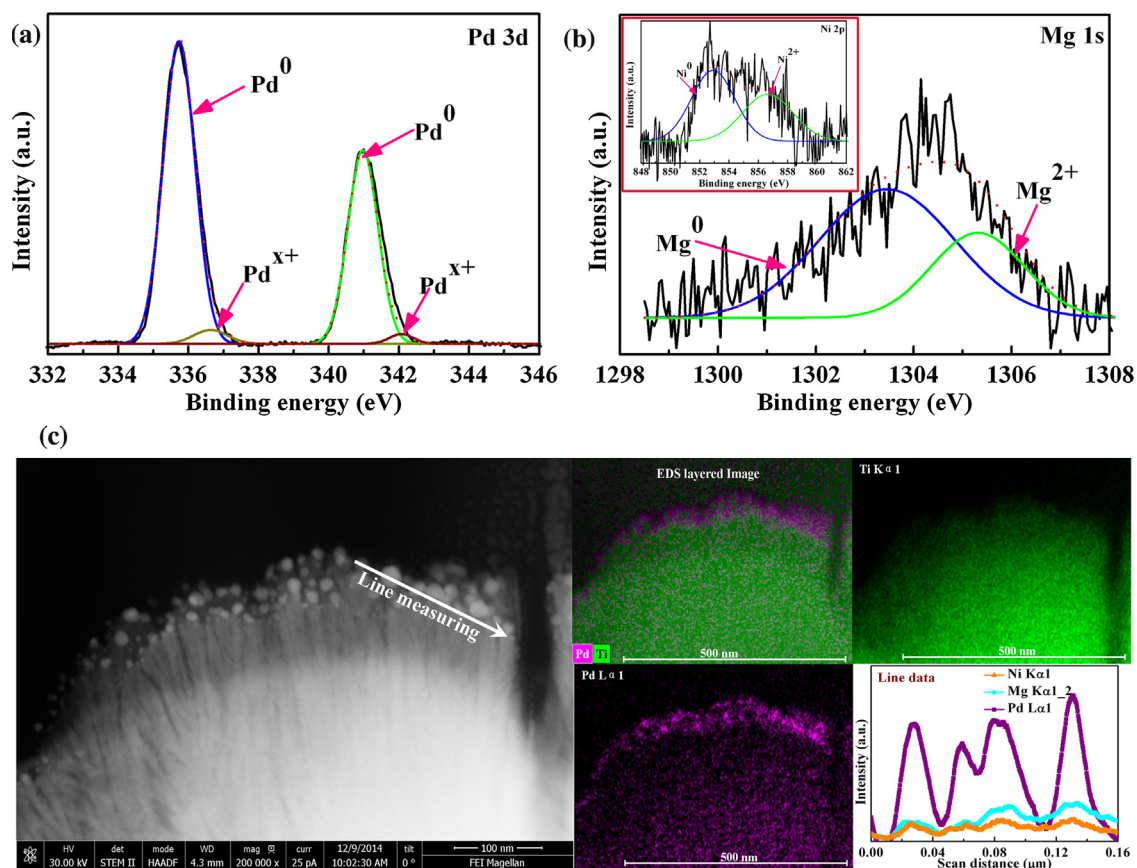 (a)
Pd 3d
Pd0
Pd0
Pdx+
Pdx+
Intensity (a.u.)
332 334 336 338 340 342 344 346
Binding energy (eV)
(b)
Mg 1s
Ni 2p
Ni0
Ni2+
Intensity (a.u.)
848 850 852 854 856 858 860 862
Binding energy (eV)
Mg0
Mg2+
Intensity (a.u.)
1298 1300 1302 1304 1306 1308
Binding energy (eV)
(c)
Line measuring
HV det mode WD mag curr 12/9/2014 tilt 100 nm
30.00 kV STEM II HAADF 4.3 mm 200 000 x 25 pA 10:02:30 AM 0° FEI Magellan
EDS layered Image
Pd Ti
500 nm
Ti K α 1
500 nm
Pd L α 1
500 nm
Line data
Ni Kα1
Mg Kα1_2
Pd Lα1
Intensity (a.u.)
0.00 0.04 0.08 0.12 0.16
Scan distance (μm)